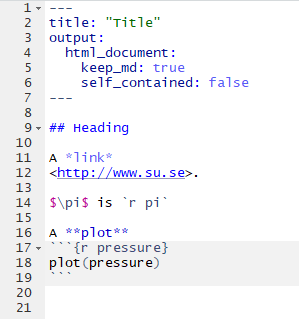 1 ---
2 title: "Title"
3 output:
4   html_document:
5     keep_md: true
6     self_contained: false
7 ---
8
9 ## Heading
10
11 A *link*
12 <http://www.su.se>.
13
14 $\pi$ is `r pi`
15
16 A **plot**
17 ```{r pressure}
18 plot(pressure)
19 ```
20
21